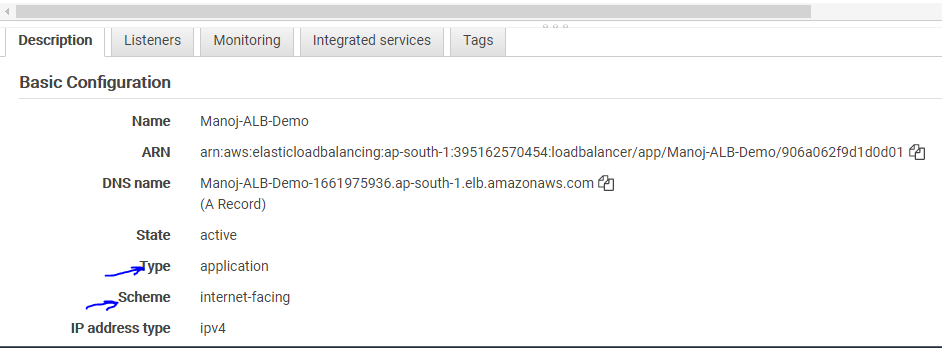 Description Listeners Monitoring Integrated services Tags
Basic Configuration
Name Manoj-ALB-Demo
ARN arn:aws:elasticloadbalancing:ap-south-1:395162570454:loadbalancer/app/Manoj-ALB-Demo/906a062f9d1d0d01
DNS name Manoj-ALB-Demo-1661975936.ap-south-1.elb.amazonaws.com
(A Record)
State active
Type application
Scheme internet-facing
IP address type ipv4